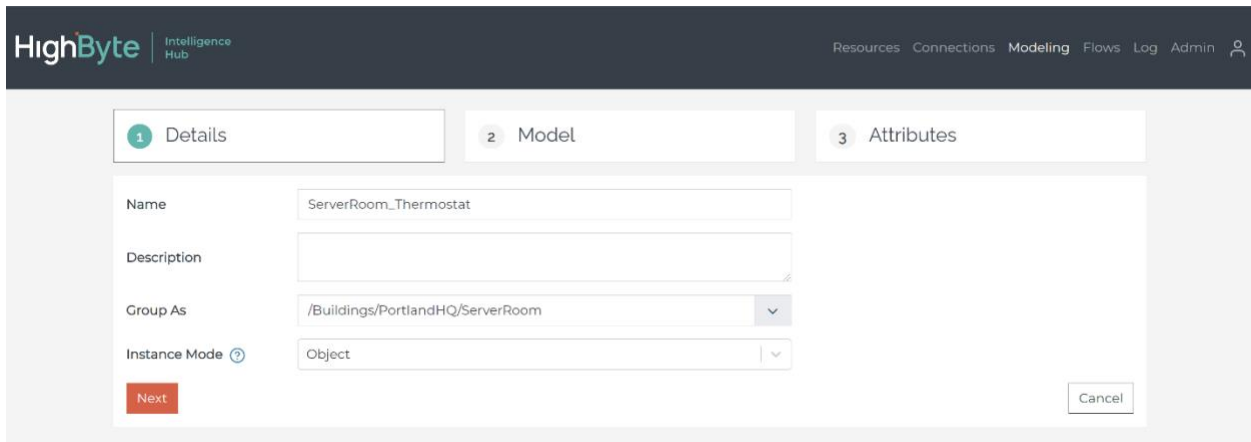 HighByte Intelligence Hub
Resources Connections Modeling Flows Log Admin
1 Details 2 Model 3 Attributes
Name ServerRoom_Thermostat
Description
Group As /Buildings/PortlandHQ/ServerRoom
Instance Mode ? Object
Next Cancel